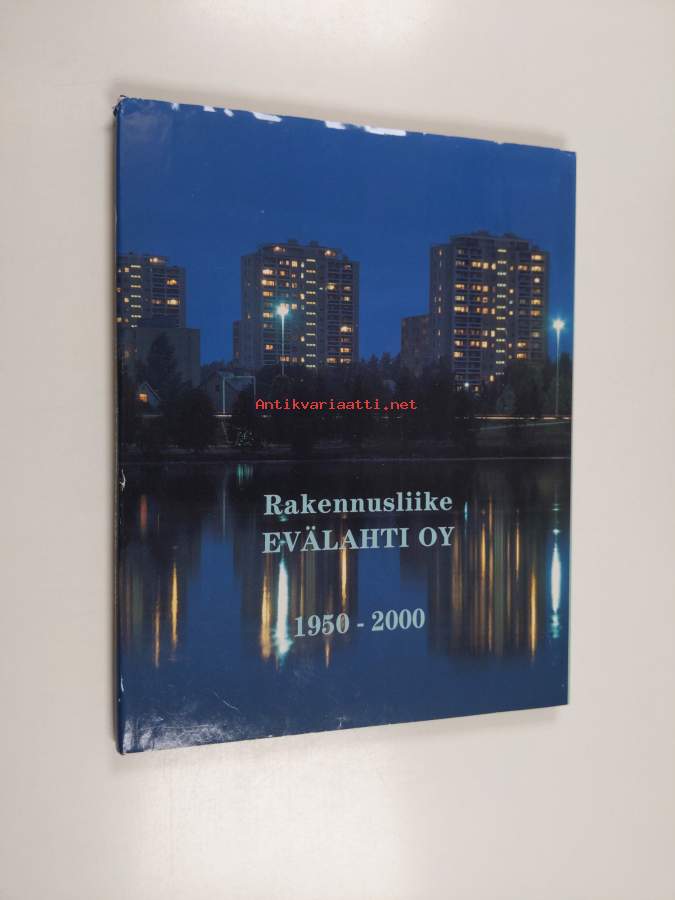 Antikvariaatti.net
Rakennusliike
EVÄLAHTI OY
1950 - 2000